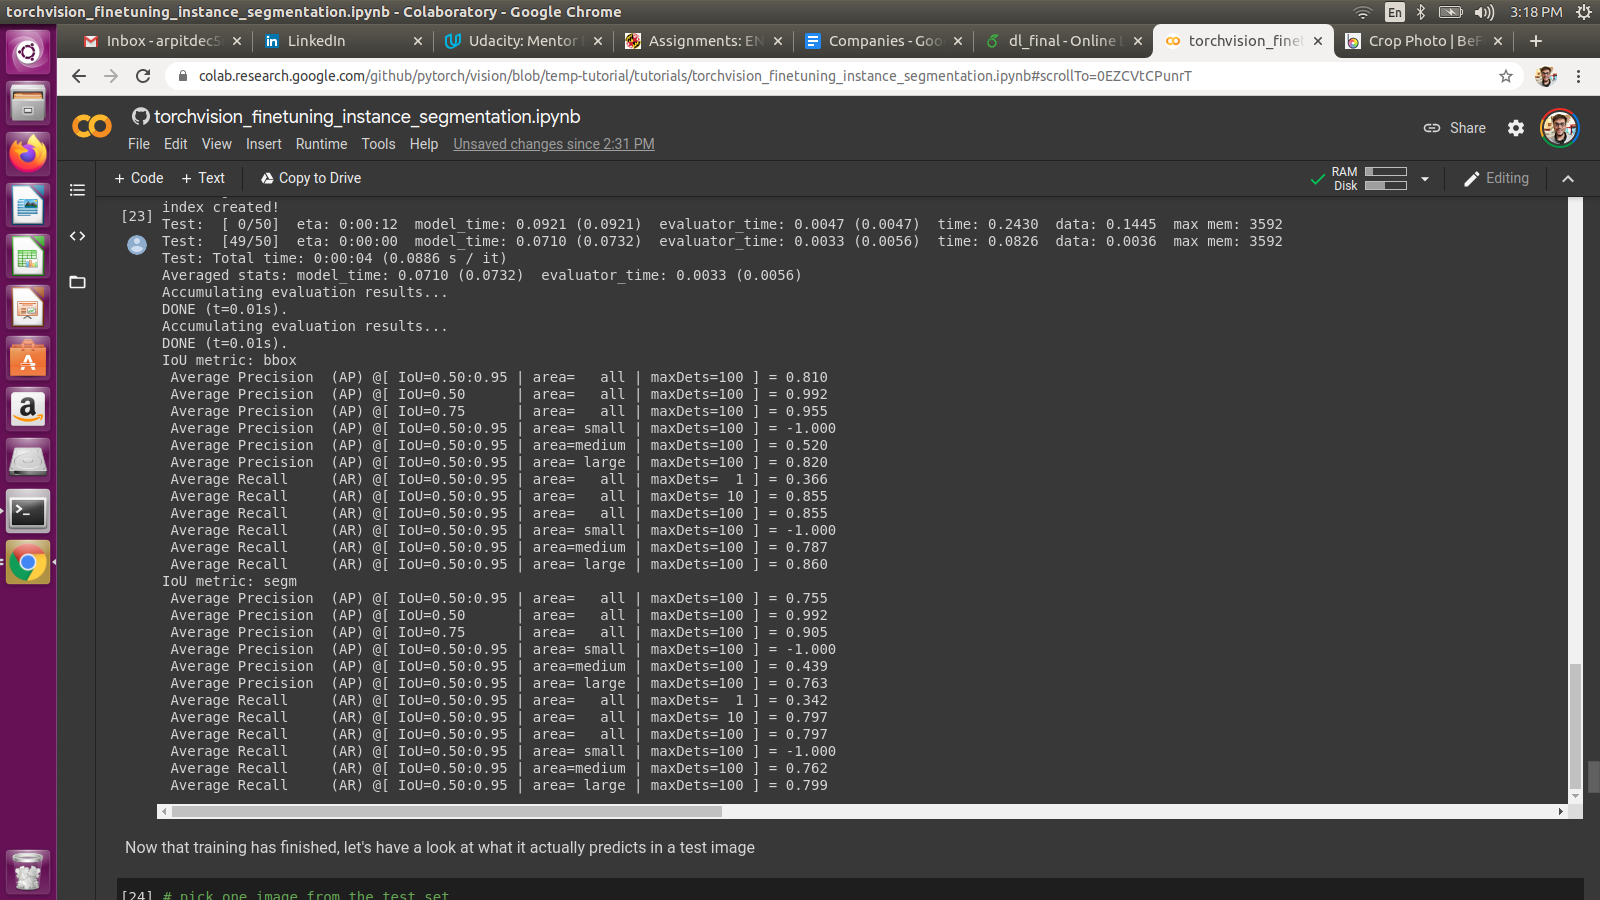 torchvision_finetuning_instance_segmentation.ipynb - Colaboratory - Google Chrome
En
3:18 PM
Inbox - arpitdec5
LinkedIn
Udacity: Mentor
Assignments: EN
Companies - Goo
dl_final - Online L
torchvision_finet
Crop Photo | BeF
colab.research.google.com/github/pytorch/vision/blob/temp-tutorial/tutorials/torchvision_finetuning_instance_segmentation.ipynb#scrollTo=0EZCVtCPunrT
torchvision_finetuning_instance_segmentation.ipynb
File Edit View Insert Runtime Tools Help Unsaved changes since 2:31 PM
Share
+ Code + Text Copy to Drive
RAM
Disk
Editing
[23]
index created!
Test:  [ 0/50]  eta: 0:00:12  model_time: 0.0921 (0.0921)  evaluator_time: 0.0047 (0.0047)  time: 0.2430  data: 0.1445  max mem: 3592
Test:  [49/50]  eta: 0:00:00  model_time: 0.0710 (0.0732)  evaluator_time: 0.0033 (0.0056)  time: 0.0826  data: 0.0036  max mem: 3592
Test: Total time: 0:00:04 (0.0886 s / it)
Averaged stats: model_time: 0.0710 (0.0732)  evaluator_time: 0.0033 (0.0056)
Accumulating evaluation results...
DONE (t=0.01s).
Accumulating evaluation results...
DONE (t=0.01s).
IoU metric: bbox
Average Precision  (AP) @[ IoU=0.50:0.95 | area=   all | maxDets=100 ] = 0.810
Average Precision  (AP) @[ IoU=0.50      | area=   all | maxDets=100 ] = 0.992
Average Precision  (AP) @[ IoU=0.75      | area=   all | maxDets=100 ] = 0.955
Average Precision  (AP) @[ IoU=0.50:0.95 | area= small | maxDets=100 ] = -1.000
Average Precision  (AP) @[ IoU=0.50:0.95 | area=medium | maxDets=100 ] = 0.520
Average Precision  (AP) @[ IoU=0.50:0.95 | area= large | maxDets=100 ] = 0.820
Average Recall     (AR) @[ IoU=0.50:0.95 | area=   all | maxDets=  1 ] = 0.366
Average Recall     (AR) @[ IoU=0.50:0.95 | area=   all | maxDets= 10 ] = 0.855
Average Recall     (AR) @[ IoU=0.50:0.95 | area=   all | maxDets=100 ] = 0.855
Average Recall     (AR) @[ IoU=0.50:0.95 | area= small | maxDets=100 ] = -1.000
Average Recall     (AR) @[ IoU=0.50:0.95 | area=medium | maxDets=100 ] = 0.787
Average Recall     (AR) @[ IoU=0.50:0.95 | area= large | maxDets=100 ] = 0.860
IoU metric: segm
Average Precision  (AP) @[ IoU=0.50:0.95 | area=   all | maxDets=100 ] = 0.755
Average Precision  (AP) @[ IoU=0.50      | area=   all | maxDets=100 ] = 0.992
Average Precision  (AP) @[ IoU=0.75      | area=   all | maxDets=100 ] = 0.905
Average Precision  (AP) @[ IoU=0.50:0.95 | area= small | maxDets=100 ] = -1.000
Average Precision  (AP) @[ IoU=0.50:0.95 | area=medium | maxDets=100 ] = 0.439
Average Precision  (AP) @[ IoU=0.50:0.95 | area= large | maxDets=100 ] = 0.763
Average Recall     (AR) @[ IoU=0.50:0.95 | area=   all | maxDets=  1 ] = 0.342
Average Recall     (AR) @[ IoU=0.50:0.95 | area=   all | maxDets= 10 ] = 0.797
Average Recall     (AR) @[ IoU=0.50:0.95 | area=   all | maxDets=100 ] = 0.797
Average Recall     (AR) @[ IoU=0.50:0.95 | area= small | maxDets=100 ] = -1.000
Average Recall     (AR) @[ IoU=0.50:0.95 | area=medium | maxDets=100 ] = 0.762
Average Recall     (AR) @[ IoU=0.50:0.95 | area= large | maxDets=100 ] = 0.799
Now that training has finished, let's have a look at what it actually predicts in a test image
[24] # pick one image from the test set